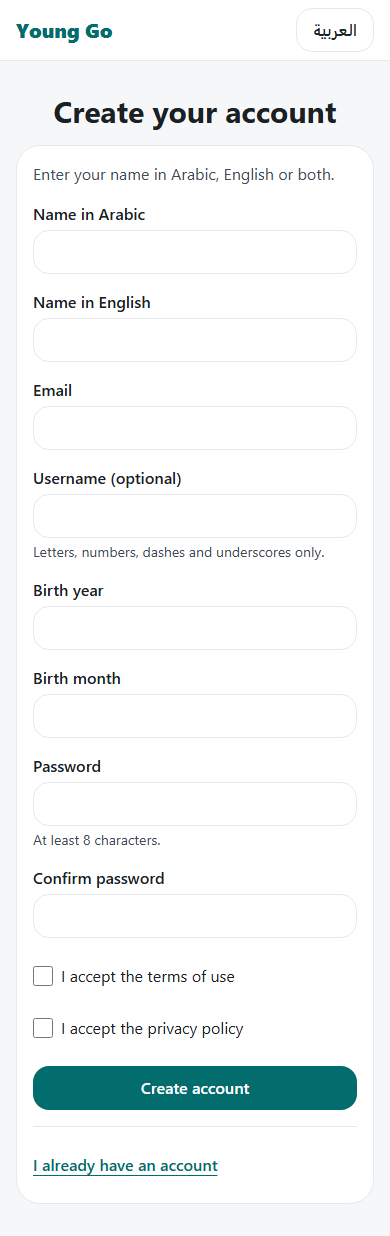 Young Go
العربية
Create your account
Enter your name in Arabic, English or both.
Name in Arabic
Name in English
Email
Username (optional)
Letters, numbers, dashes and underscores only.
Birth year
Birth month
Password
At least 8 characters.
Confirm password
I accept the terms of use
I accept the privacy policy
Create account
I already have an account